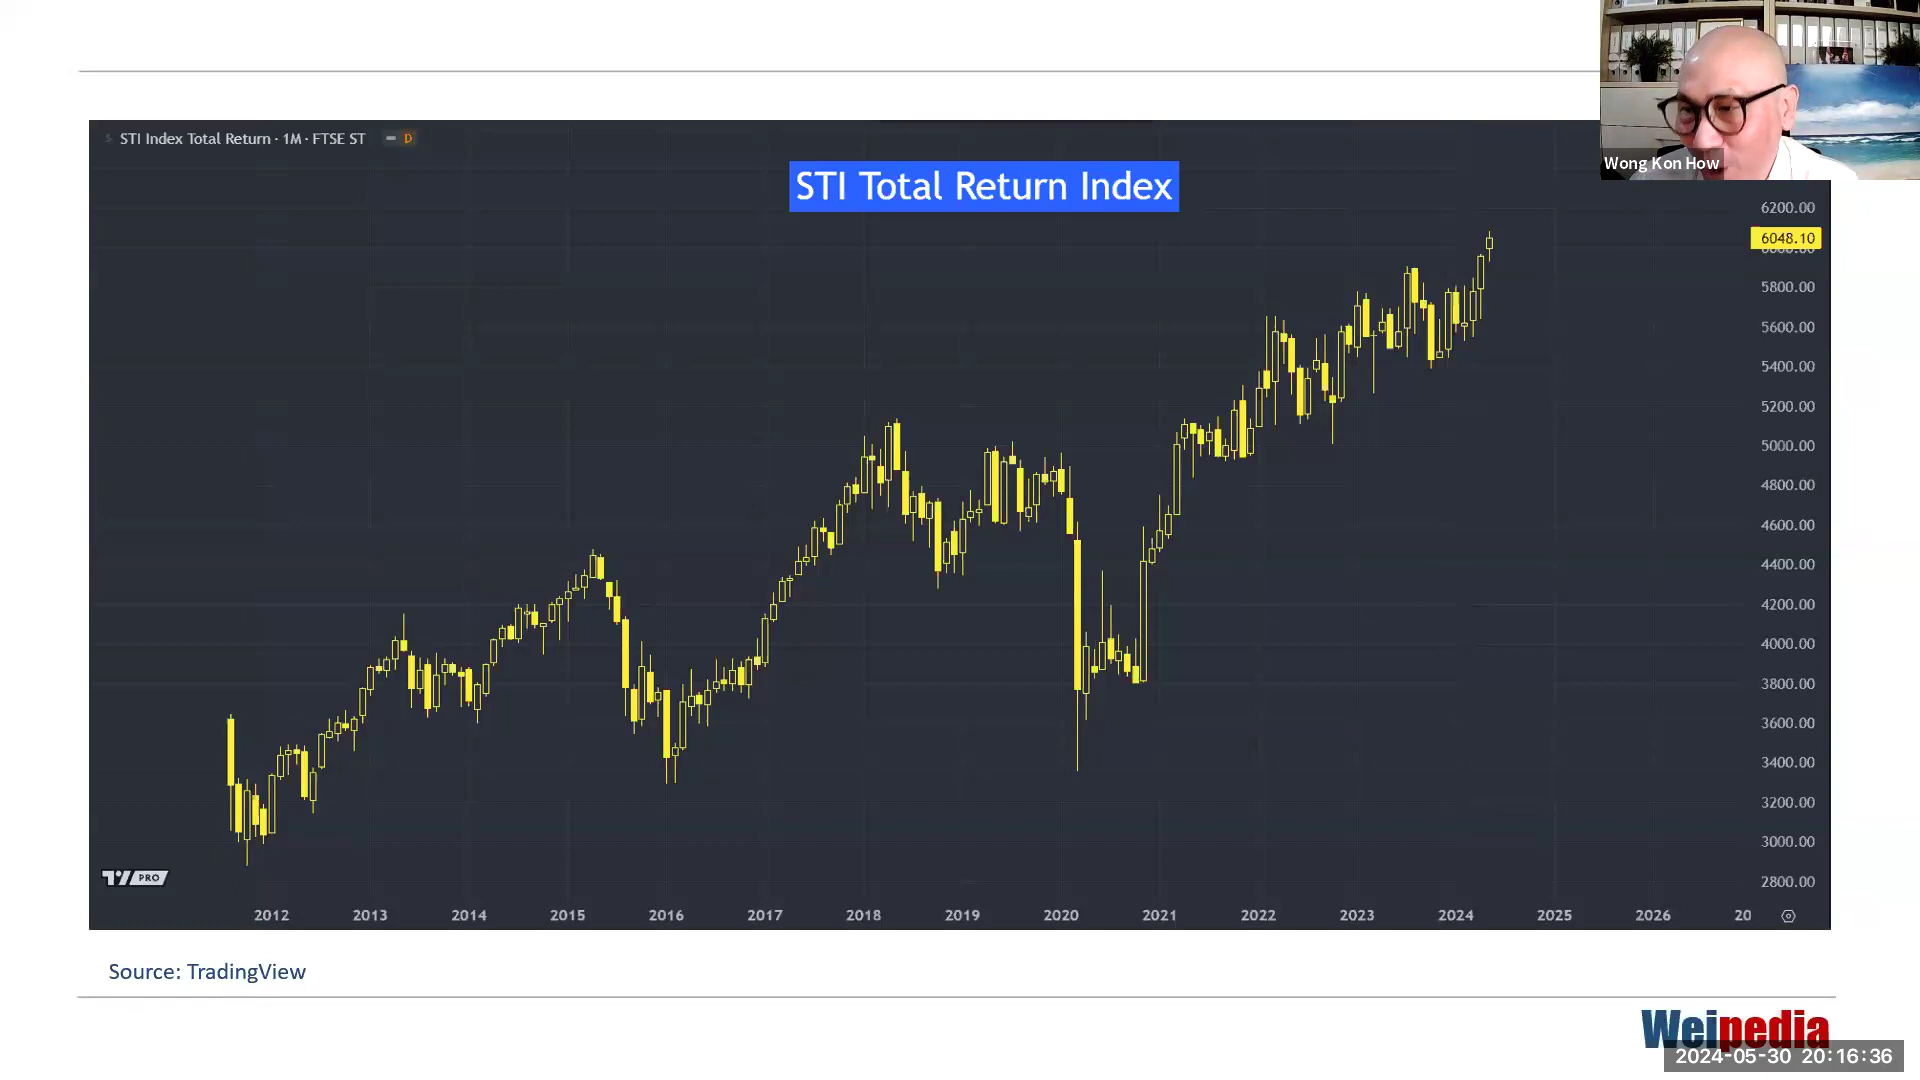 Wong Kon How
STI Index Total Return · 1M · FTSE ST
D
STI Total Return Index
6200.00
6048.10
6000.00
5800.00
5600.00
5400.00
5200.00
5000.00
4800.00
4600.00
4400.00
4200.00
4000.00
3800.00
3600.00
3400.00
3200.00
3000.00
2800.00
PRO
2012 2013 2014 2015 2016 2017 2018 2019 2020 2021 2022 2023 2024 2025 2026 20
Source: TradingView
Weipedia
2024-05-30 20:16:36